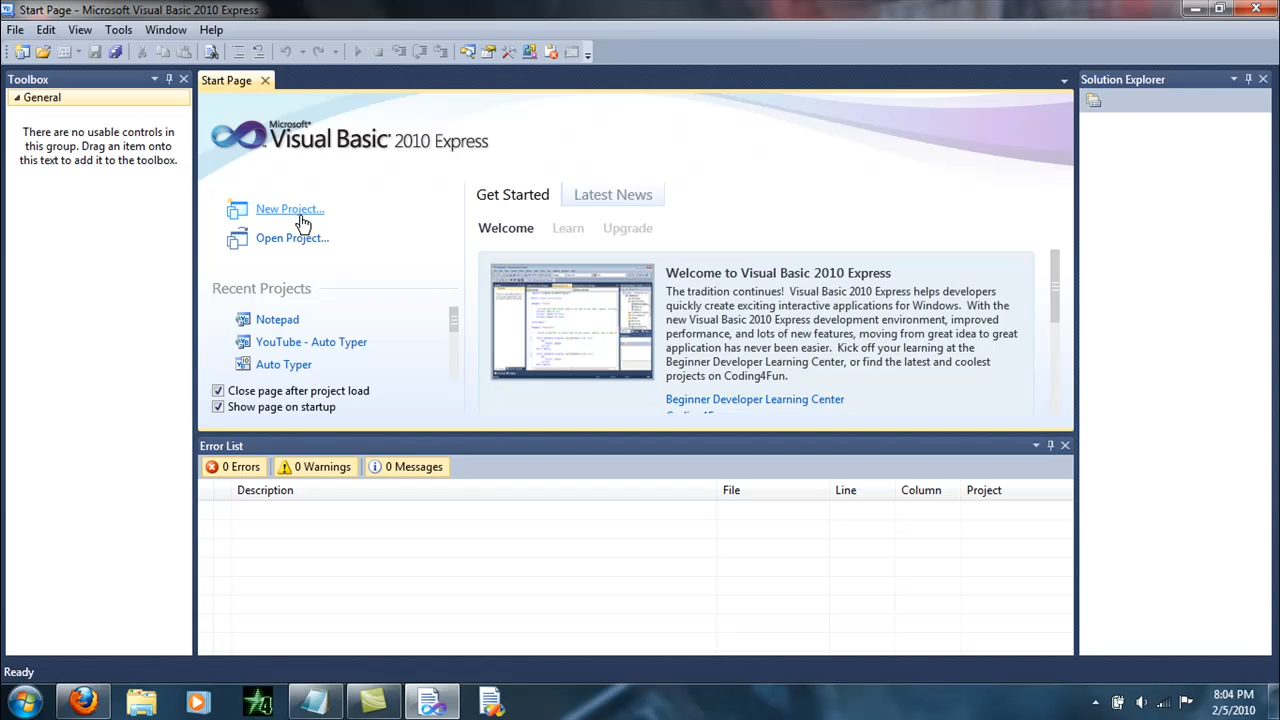 Start Page - Microsoft Visual Basic 2010 Express
File Edit View Tools Window Help
Toolbox
General
There are no usable controls in
this group. Drag an item onto
this text to add it to the toolbox.
Start Page
Microsoft®
Visual Basic® 2010 Express
New Project...
Open Project...
Recent Projects
Notepad
YouTube - Auto Typer
Auto Typer
Close page after project load
Show page on startup
Get Started Latest News
Welcome Learn Upgrade
Welcome to Visual Basic 2010 Express
The tradition continues! Visual Basic 2010 Express helps developers
quickly create exciting interactive applications for Windows. With the
new Visual Basic 2010 Express development environment, improved
performance, and lots of new features, moving from great idea to great
application has never been easier. Kick off your learning at the
Beginner Developer Learning Center, or find the latest and coolest
projects on Coding4Fun.
Beginner Developer Learning Center
Solution Explorer
Error List
0 Errors 0 Warnings 0 Messages
Description File Line Column Project
Ready
8:04 PM
2/5/2010